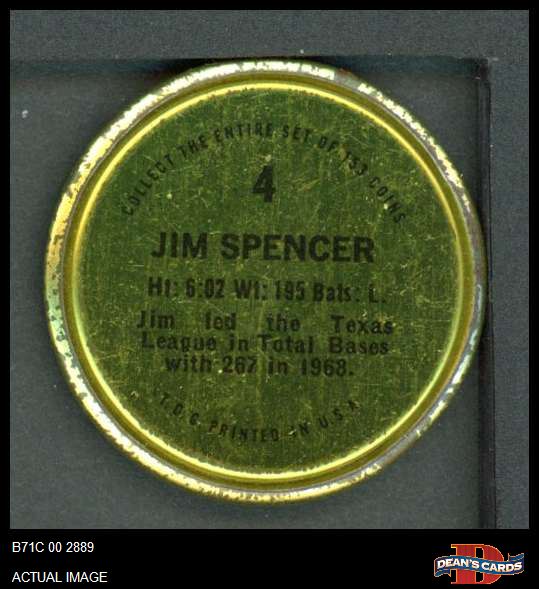 COLLECT THE ENTIRE SET OF 153 COINS
4
JIM SPENCER
Ht: 6:02 Wt: 195 Bats: L.
Jim led the Texas
League in Total Bases
with 267 in 1968.
T.C.G. PRINTED IN U.S.A.
B71C 00 2889
ACTUAL IMAGE
D
DEAN'S CARDS